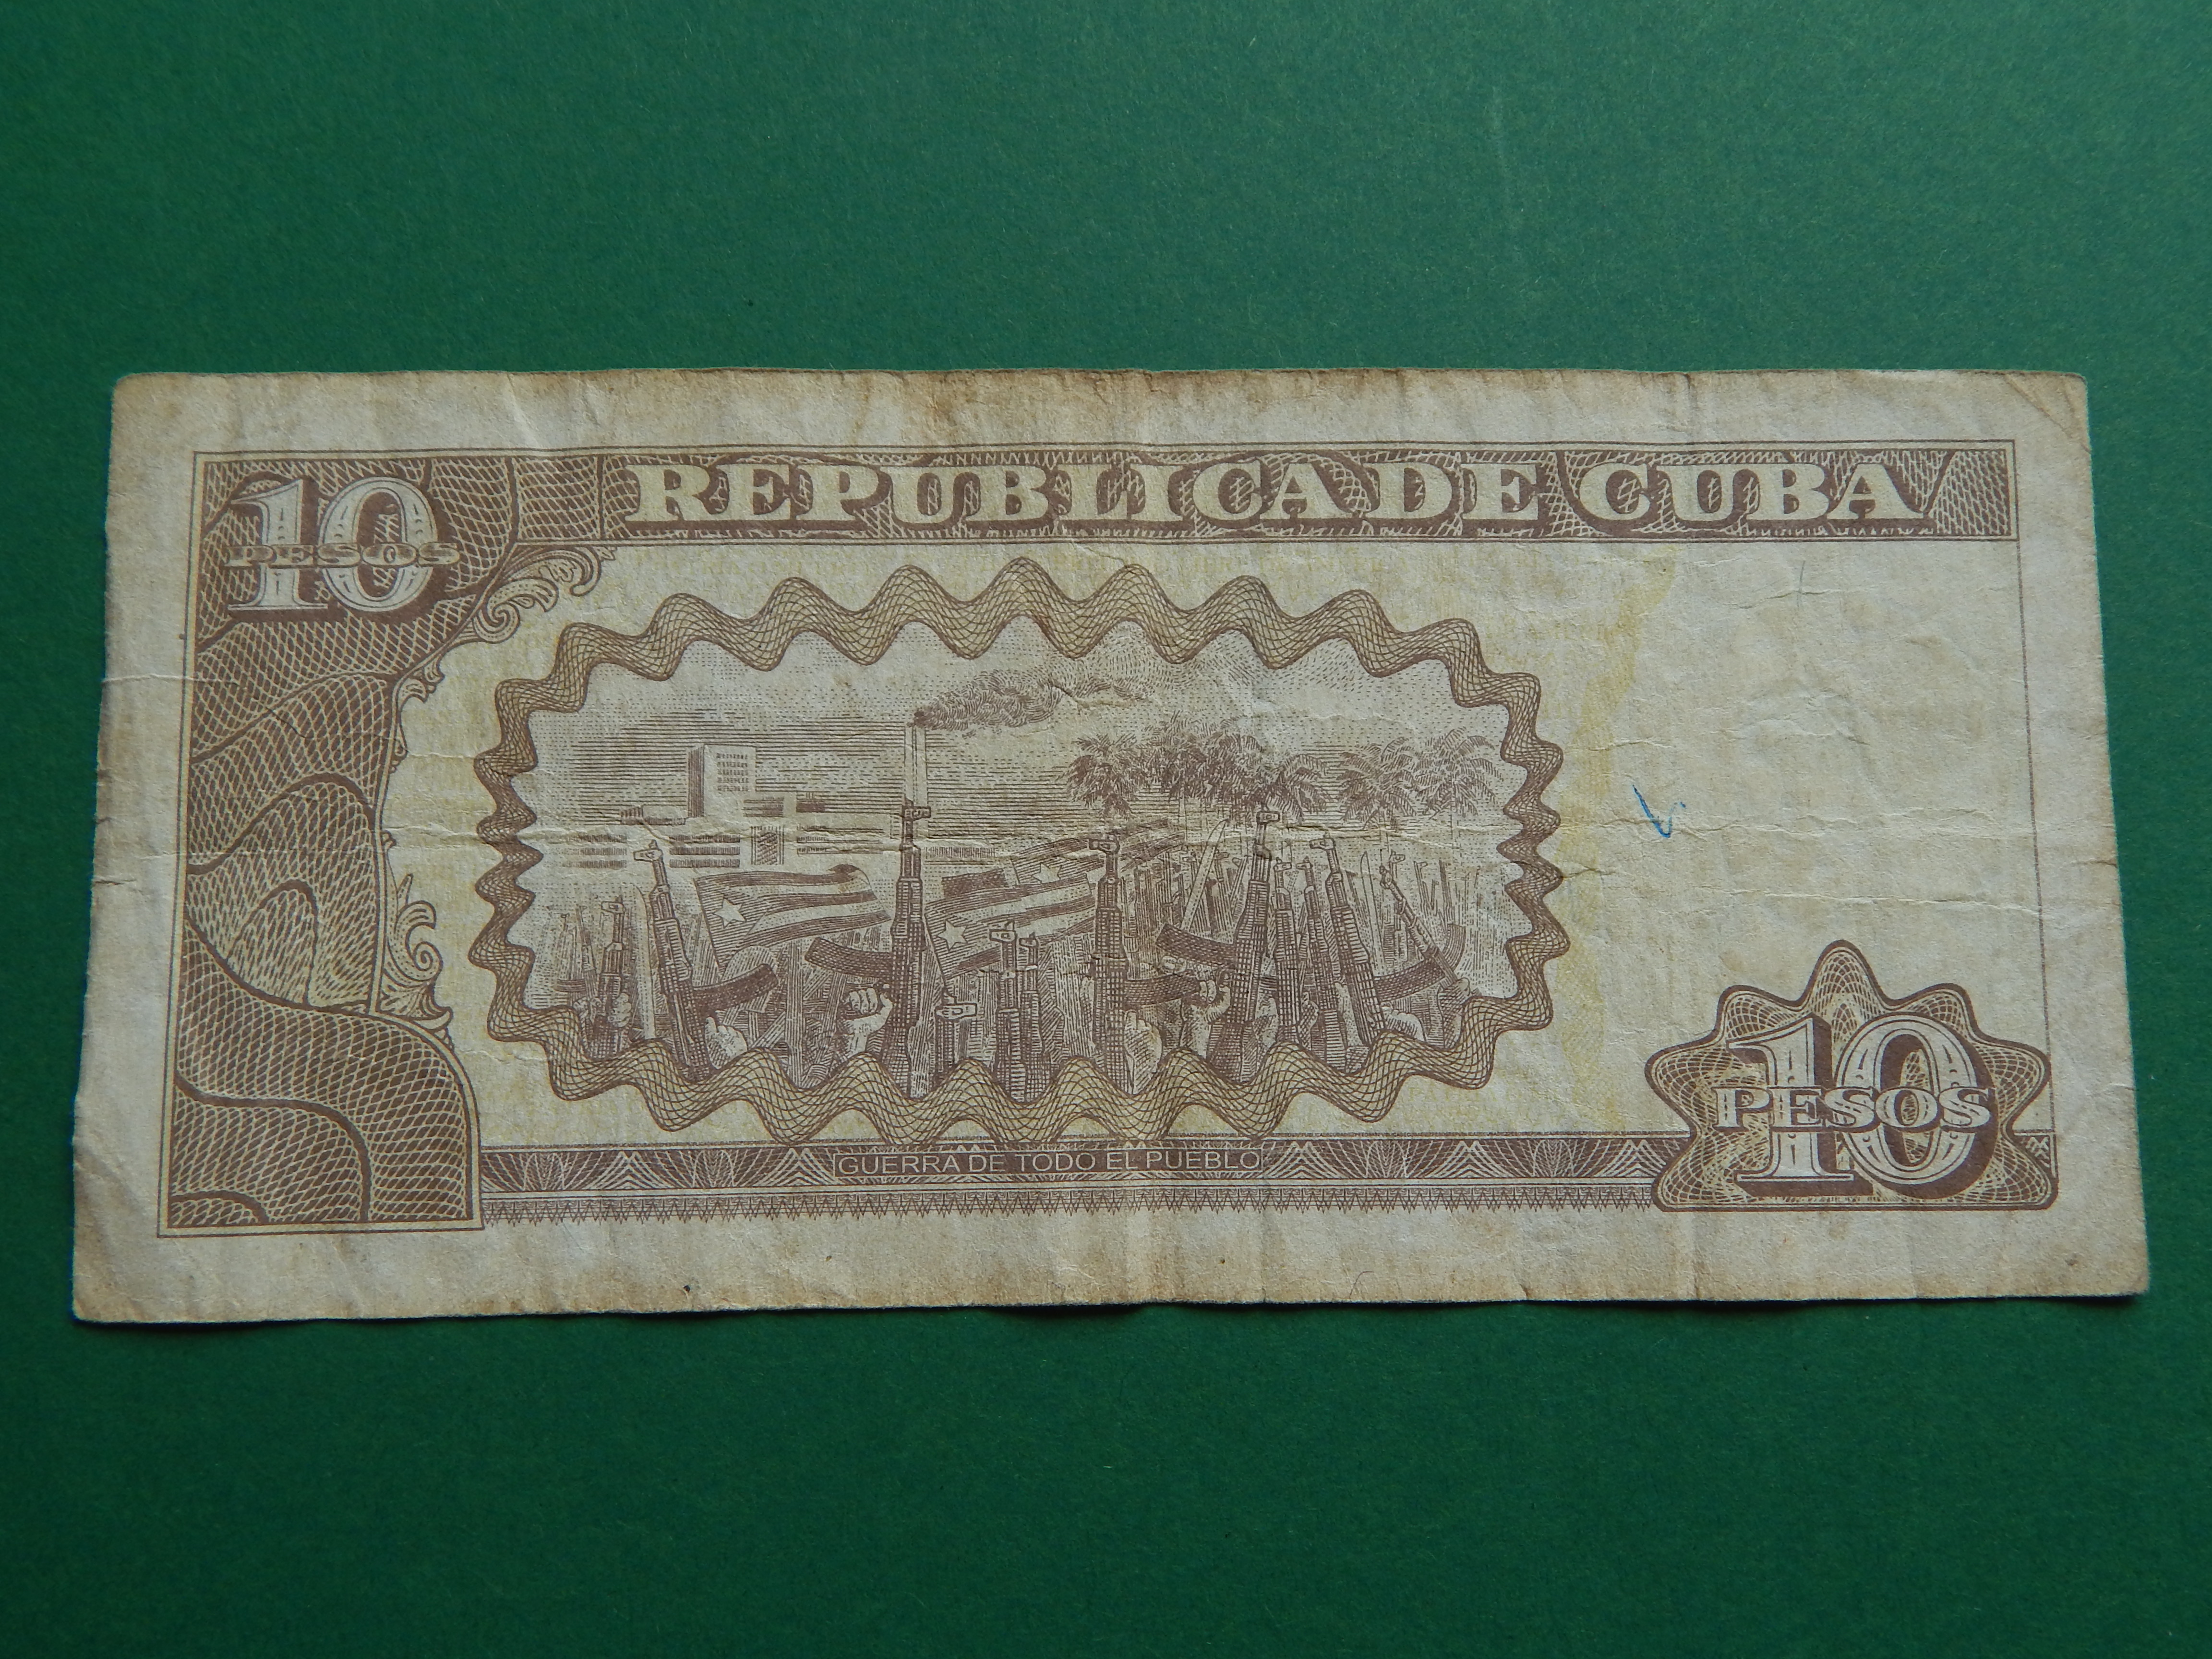 REPUBLICA DE CUBA
10
PESOS
GUERRA DE TODO EL PUEBLO
10
PESOS